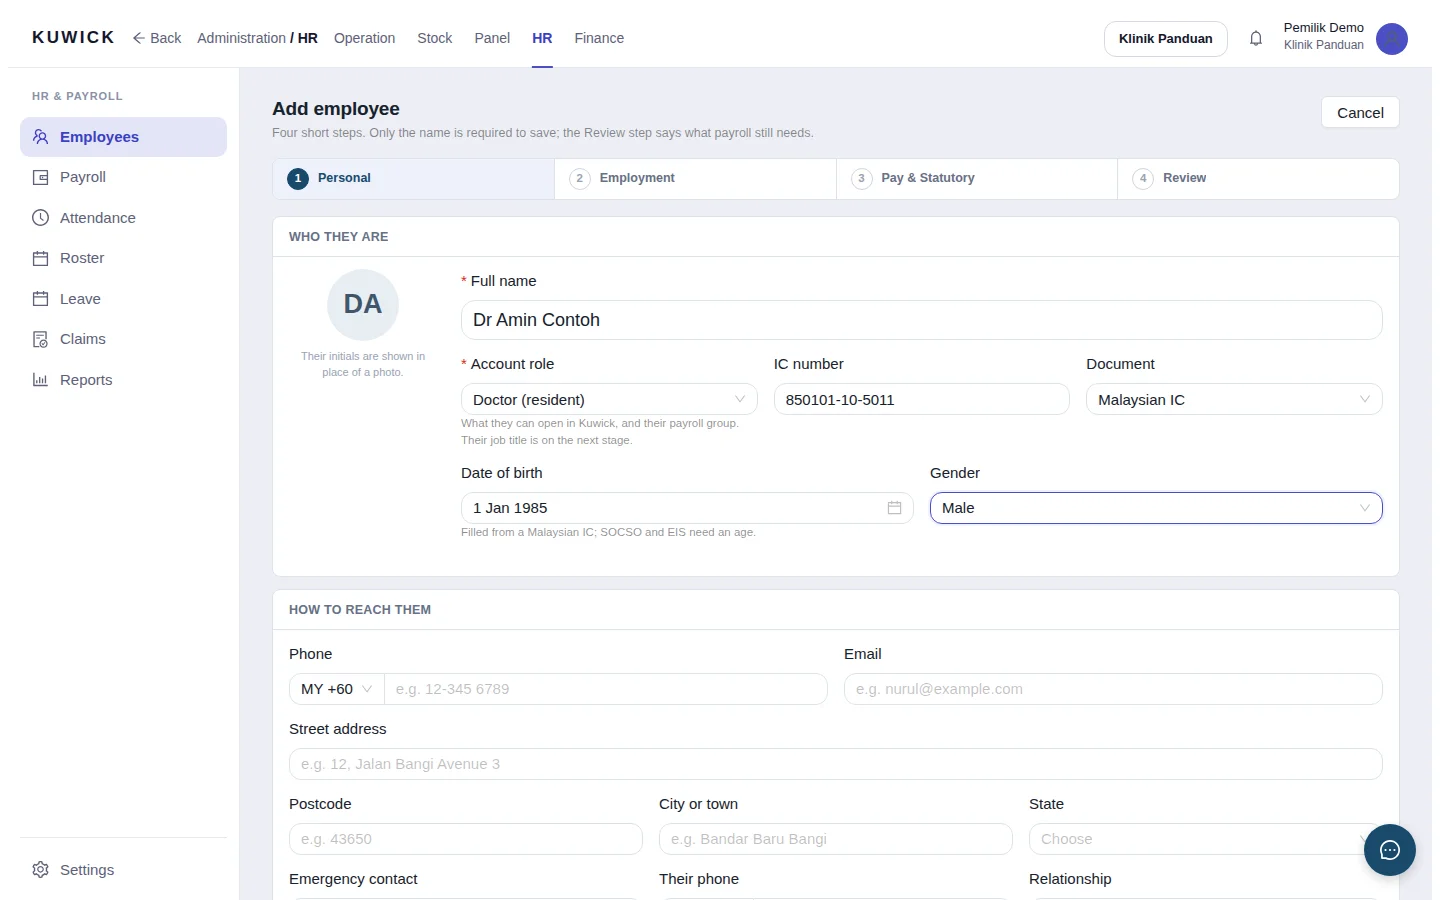 KUWICK
Back
Administration / HR
Operation
Stock
Panel
HR
Finance
Klinik Panduan
Pemilik Demo
Klinik Panduan
HR & PAYROLL
Employees
Payroll
Attendance
Roster
Leave
Claims
Reports
Settings
Add employee
Four short steps. Only the name is required to save; the Review step says what payroll still needs.
Cancel
1 Personal
2 Employment
3 Pay & Statutory
4 Review
WHO THEY ARE
DA
Their initials are shown in
place of a photo.
* Full name
Dr Amin Contoh
* Account role
IC number
Document
Doctor (resident)
850101-10-5011
Malaysian IC
What they can open in Kuwick, and their payroll group.
Their job title is on the next stage.
Date of birth
Gender
1 Jan 1985
Male
Filled from a Malaysian IC; SOCSO and EIS need an age.
HOW TO REACH THEM
Phone
Email
MY +60
e.g. 12-345 6789
e.g. nurul@example.com
Street address
e.g. 12, Jalan Bangi Avenue 3
Postcode
City or town
State
e.g. 43650
e.g. Bandar Baru Bangi
Choose
Emergency contact
Their phone
Relationship